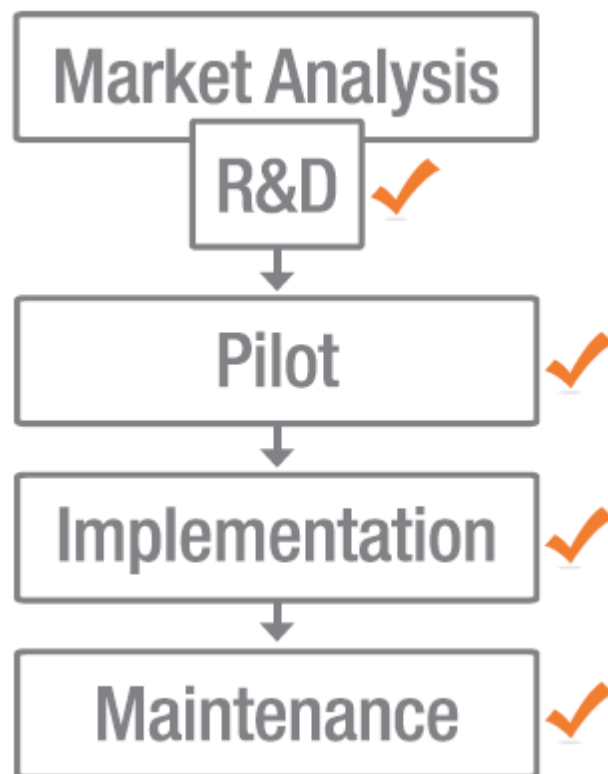 Market Analysis
R&D
Pilot
Implementation
Maintenance